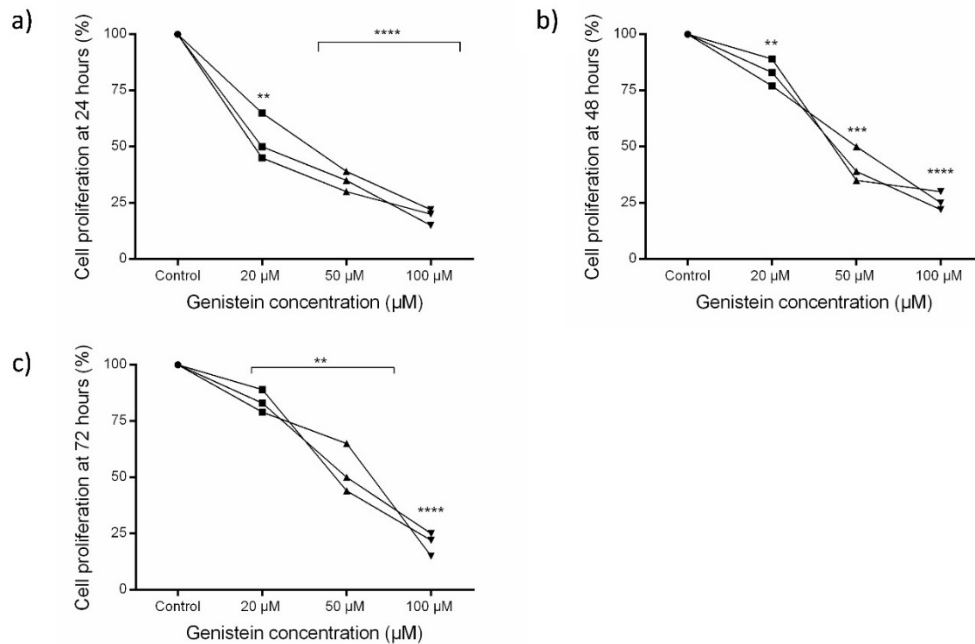 a)
Cell proliferation at 24 hours (%)
100
75
50
25
0
**
****
Control
20 µM
50 µM
100 µM
Genistein concentration (µM)
b)
Cell proliferation at 48 hours (%)
100
75
50
25
0
**
***
****
Control
20 µM
50 µM
100 µM
Genistein concentration (µM)
c)
Cell proliferation at 72 hours (%)
100
75
50
25
0
**
****
Control
20 µM
50 µM
100 µM
Genistein concentration (µM)